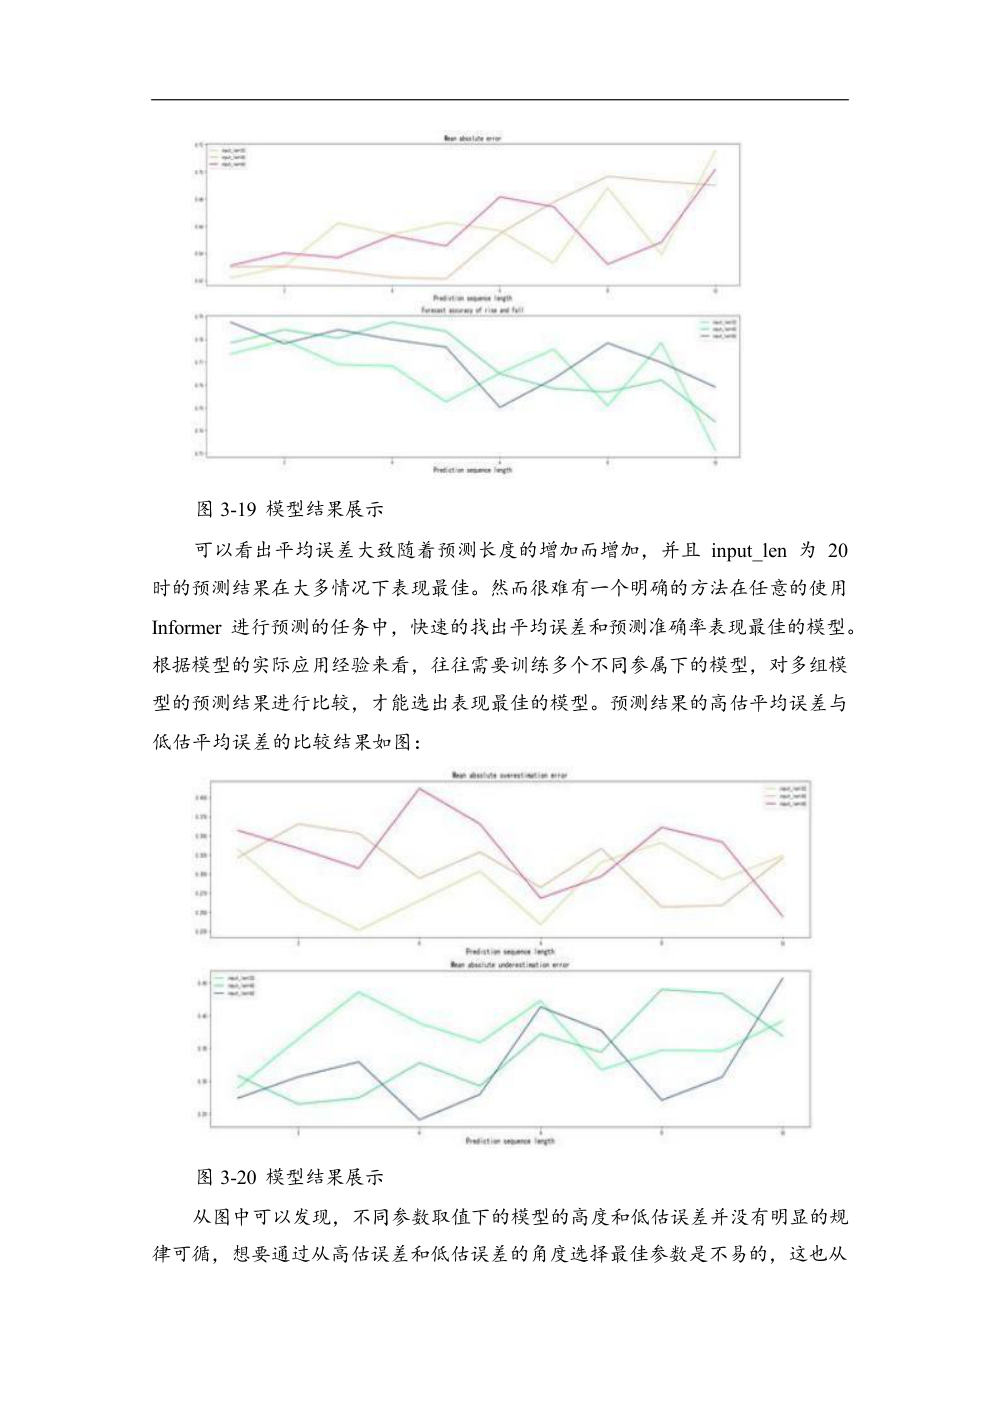 Mean absolute error
Prediction sequence length
Forecast accuracy of rise and fall
Prediction sequence length
图 3-19 模型结果展示
可以看出平均误差大致随着预测长度的增加而增加，并且 input_len 为 20
时的预测结果在大多情况下表现最佳。然而很难有一个明确的方法在任意的使用
Informer 进行预测的任务中，快速的找出平均误差和预测准确率表现最佳的模型。
根据模型的实际应用经验来看，往往需要训练多个不同参属下的模型，对多组模
型的预测结果进行比较，才能选出表现最佳的模型。预测结果的高估平均误差与
低估平均误差的比较结果如图：
Mean absolute overestimation error
Prediction sequence length
Mean absolute underestimation error
Prediction sequence length
图 3-20 模型结果展示
从图中可以发现，不同参数取值下的模型的高度和低估误差并没有明显的规
律可循，想要通过从高估误差和低估误差的角度选择最佳参数是不易的，这也从